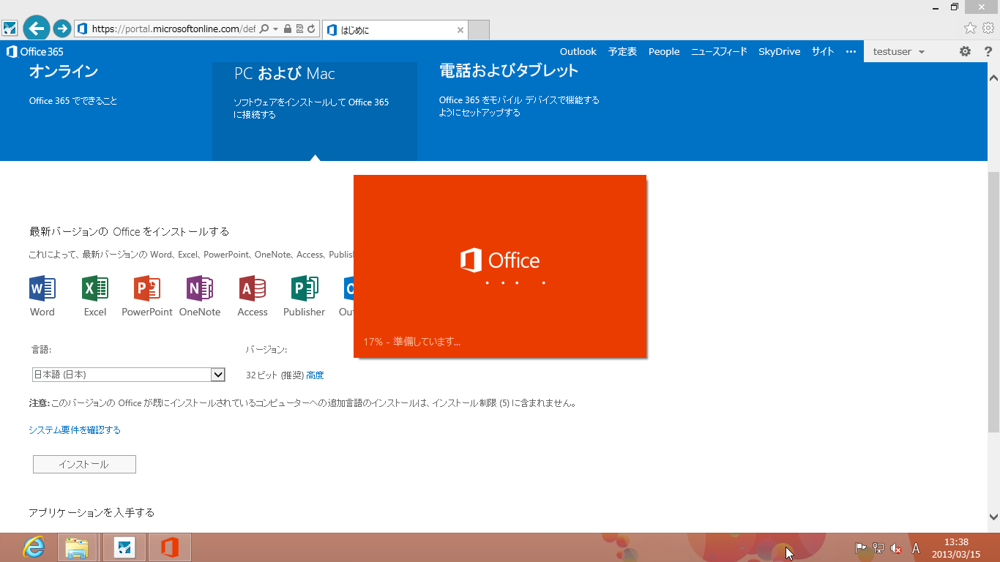 https://portal.microsoftonline.com/def
はじめに
Office 365
Outlook 予定表 People ニュースフィード SkyDrive サイト ··· testuser
オンライン
Office 365 でできること
PC および Mac
ソフトウェアをインストールして Office 365
に接続する
電話およびタブレット
Office 365 をモバイル デバイスで機能する
ようにセットアップする
最新バージョンの Office をインストールする
これによって、最新バージョンの Word、Excel、PowerPoint、OneNote、Access、Publis
Word Excel PowerPoint OneNote Access Publisher Ou
Office
17% - 準備しています...
言語:
バージョン:
日本語 (日本)
32 ビット (推奨) 高度
注意: このバージョンの Office が既にインストールされているコンピューターへの追加言語のインストールは、インストール制限 (5) に含まれません。
システム要件を確認する
インストール
アプリケーションを入手する
A
13:38
2013/03/15